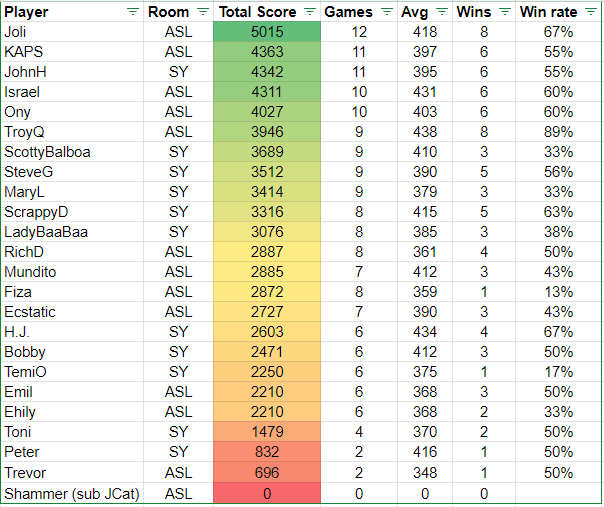 Player Room Total Score Games Avg Wins Win rate
Joli ASL 5015 12 418 8 67%
KAPS ASL 4363 11 397 6 55%
JohnH SY 4342 11 395 6 55%
Israel ASL 4311 10 431 6 60%
Ony ASL 4027 10 403 6 60%
TroyQ ASL 3946 9 438 8 89%
ScottyBalboa SY 3689 9 410 3 33%
SteveG SY 3512 9 390 5 56%
MaryL SY 3414 9 379 3 33%
ScrappyD SY 3316 8 415 5 63%
LadyBaaBaa SY 3076 8 385 3 38%
RichD ASL 2887 8 361 4 50%
Mundito ASL 2885 7 412 3 43%
Fiza ASL 2872 8 359 1 13%
Ecstatic ASL 2727 7 390 3 43%
H.J. SY 2603 6 434 4 67%
Bobby SY 2471 6 412 3 50%
TemiO SY 2250 6 375 1 17%
Emil ASL 2210 6 368 3 50%
Ehily ASL 2210 6 368 2 33%
Toni SY 1479 4 370 2 50%
Peter SY 832 2 416 1 50%
Trevor ASL 696 2 348 1 50%
Shammer (sub JCat) ASL 0 0 0 0